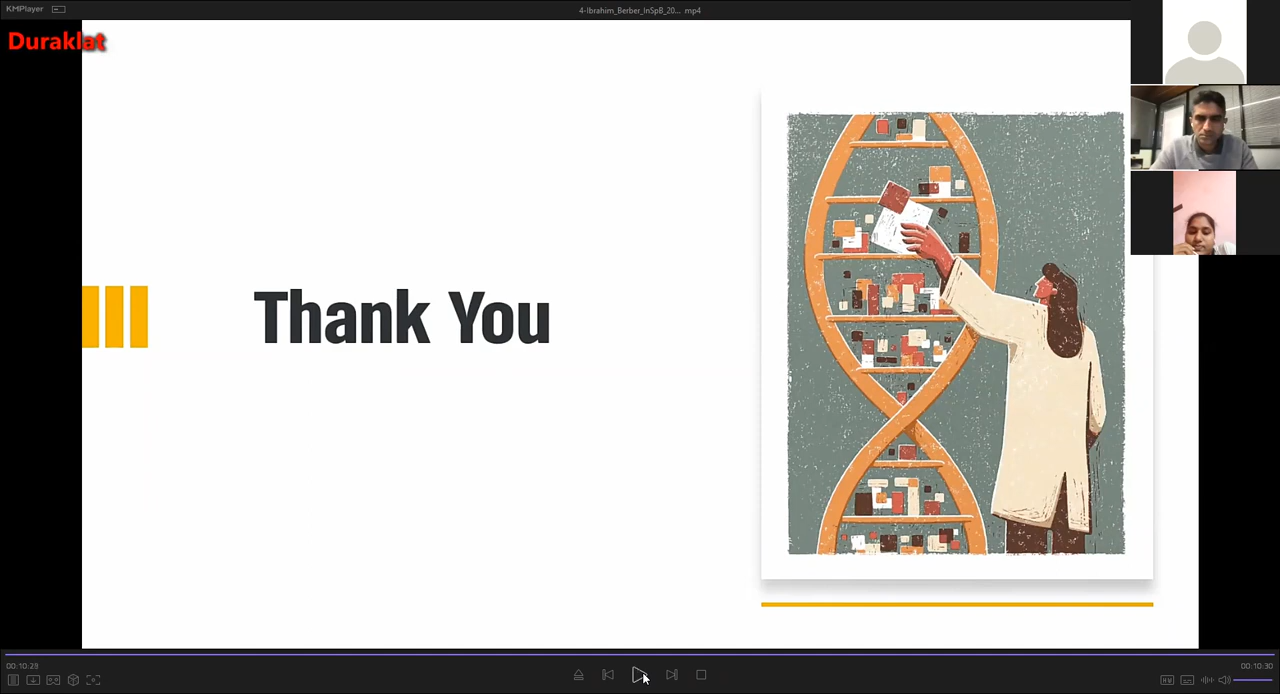 KMPlayer
4-Ibrahim_Berber_InSpB_20... mp4
Duraklat
Thank You
00:10:29
00:10:30